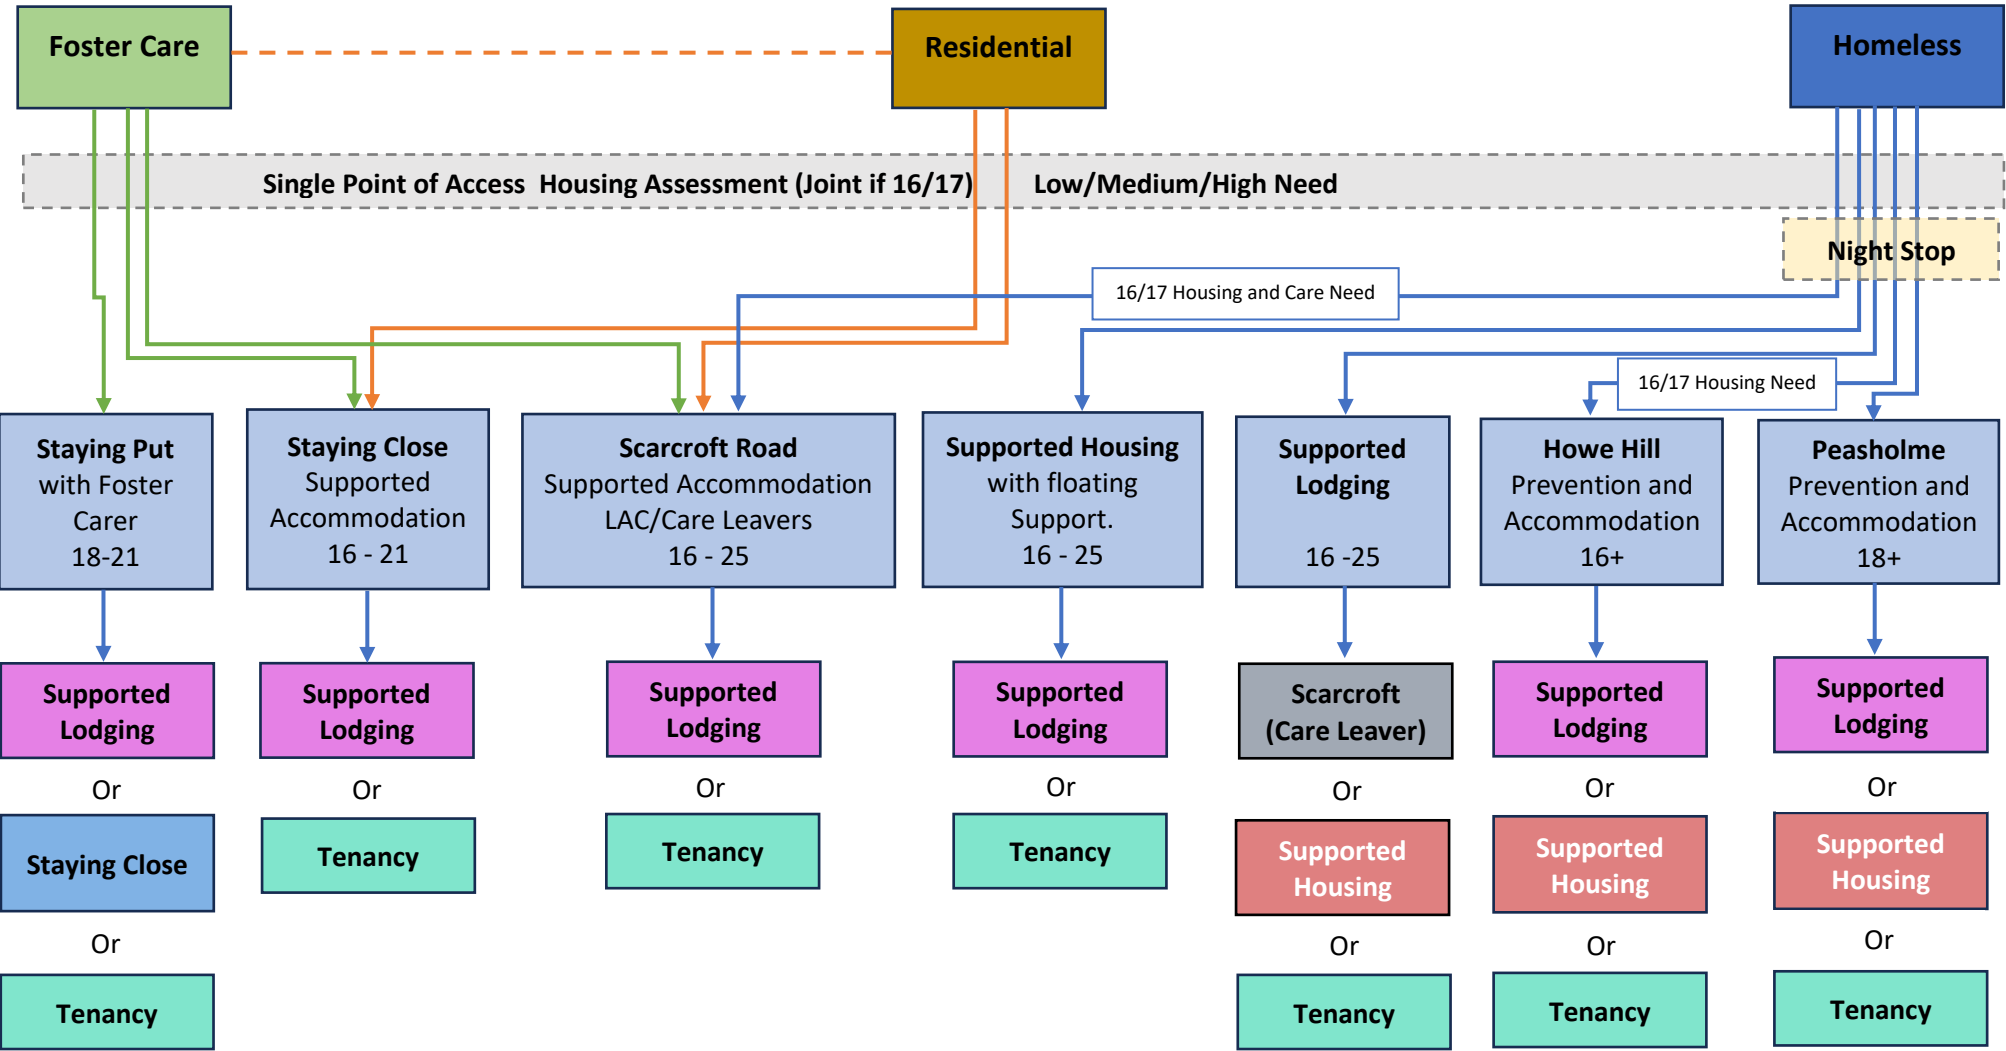 Foster Care
Residential
Homeless
Single Point of Access  Housing Assessment (Joint if 16/17)
Low/Medium/High Need
Night Stop
16/17 Housing and Care Need
16/17 Housing Need
Staying Put
with Foster
Carer
18-21
Staying Close
Supported
Accommodation
16 - 21
Scarcroft Road
Supported Accommodation
LAC/Care Leavers
16 - 25
Supported Housing
with floating
Support.
16 - 25
Supported
Lodging
16 -25
Howe Hill
Prevention and
Accommodation
16+
Peasholme
Prevention and
Accommodation
18+
Supported
Lodging
Or
Staying Close
Or
Tenancy
Supported
Lodging
Or
Tenancy
Supported
Lodging
Or
Tenancy
Supported
Lodging
Or
Tenancy
Scarcroft
(Care Leaver)
Or
Supported
Housing
Or
Tenancy
Supported
Lodging
Or
Supported
Housing
Or
Tenancy
Supported
Lodging
Or
Supported
Housing
Or
Tenancy